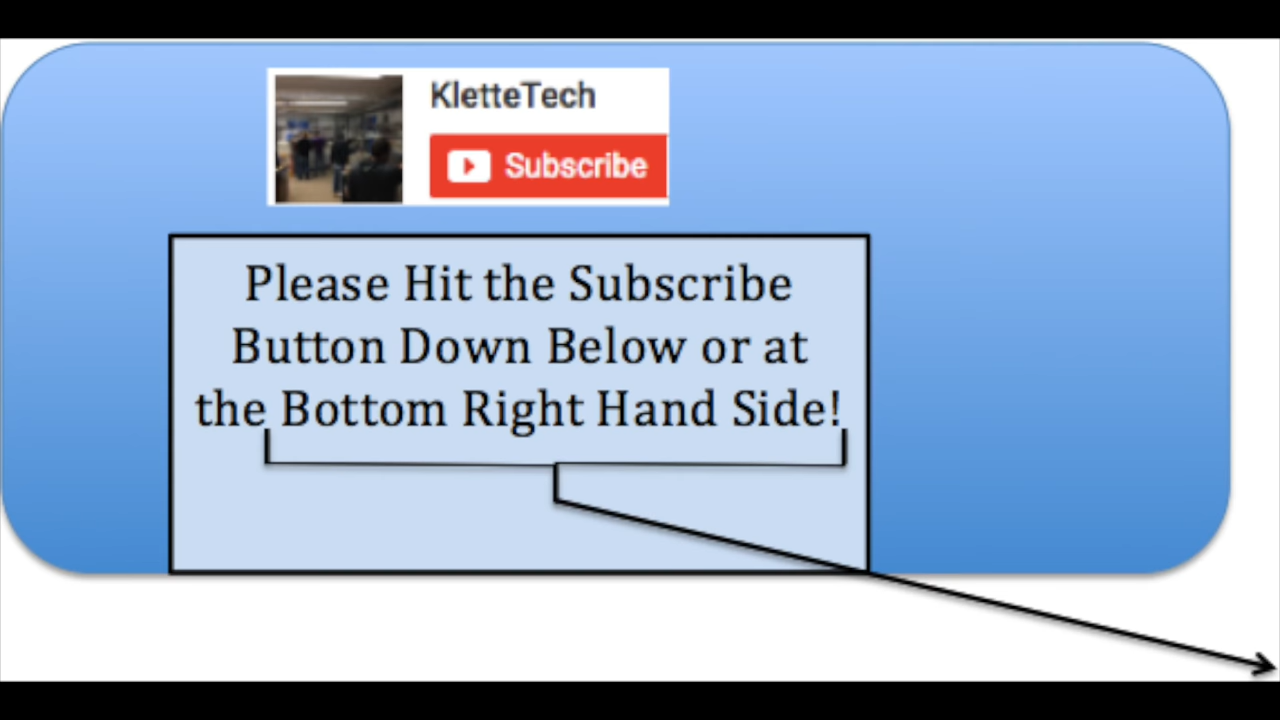 KletteTech
Subscribe
Please Hit the Subscribe
Button Down Below or at
the Bottom Right Hand Side!